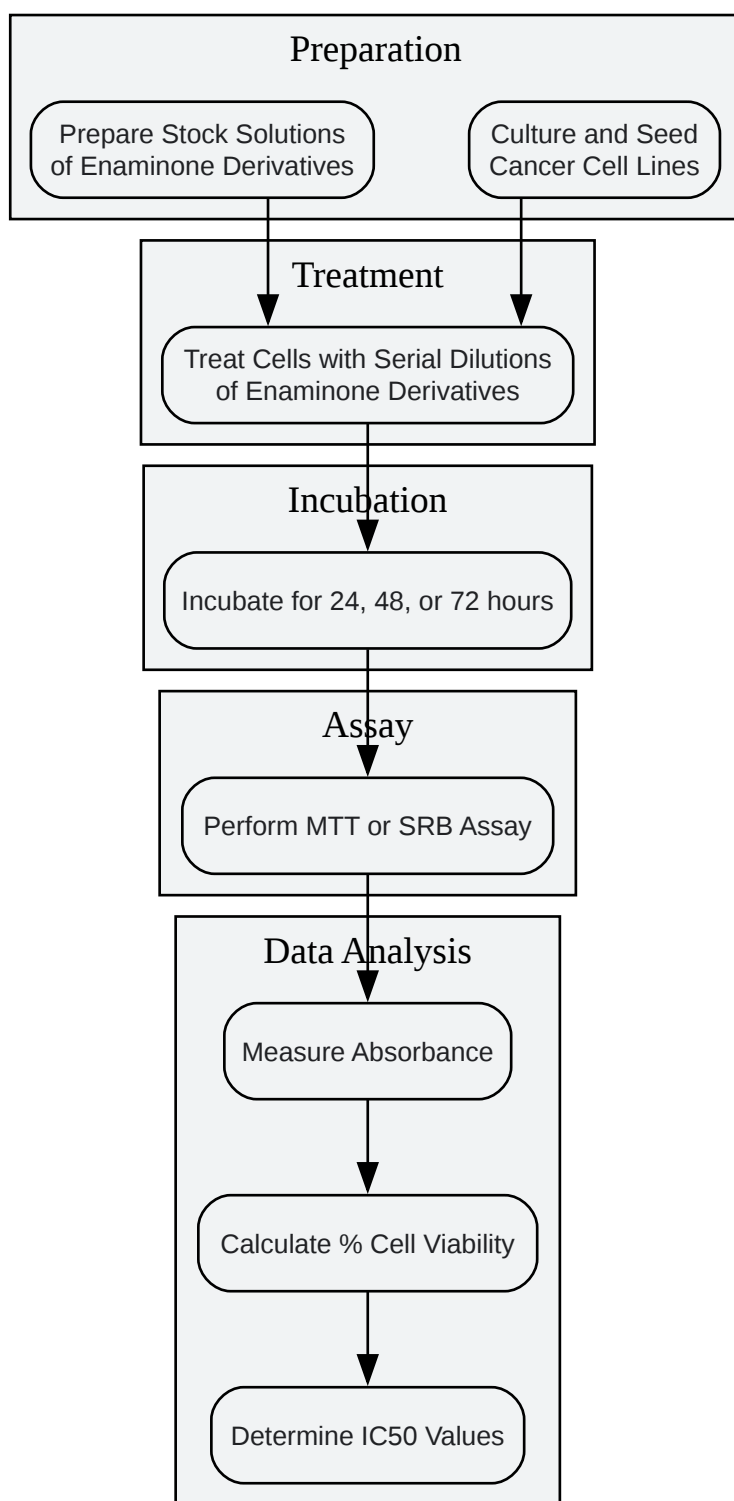 Preparation
Prepare Stock Solutions
of Enaminone Derivatives
Culture and Seed
Cancer Cell Lines
Treatment
Treat Cells with Serial Dilutions
of Enaminone Derivatives
Incubation
Incubate for 24, 48, or 72 hours
Assay
Perform MTT or SRB Assay
Data Analysis
Measure Absorbance
Calculate % Cell Viability
Determine IC50 Values